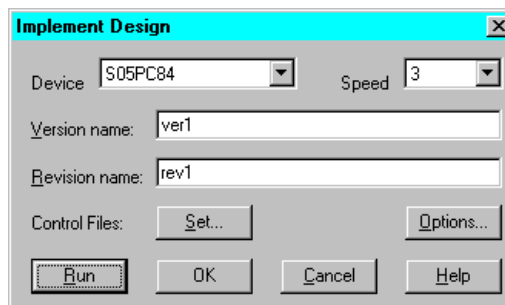 Implement Design
Device S05PC84 Speed 3
Version name: ver1
Revision name: rev1
Control Files: Set... Options...
Run OK Cancel Help